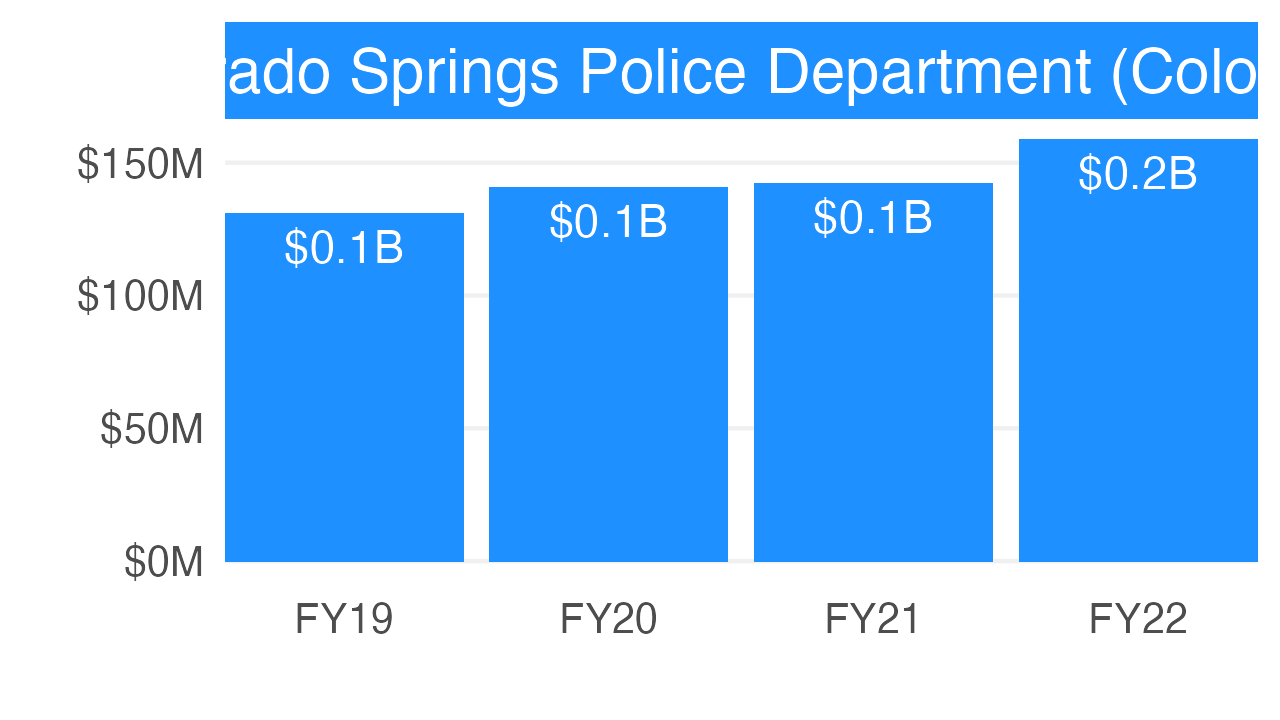 rado Springs Police Department (Colo
$150M
$0.2B
$0.1B
$0.1B
$0.1B
$100M
$50M
$0M
FY19 FY20 FY21 FY22